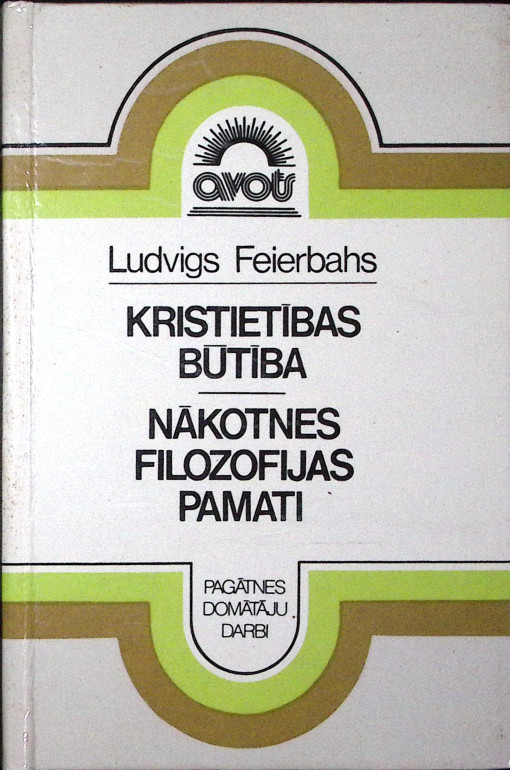 avots
Ludvigs Feierbahs
KRISTIETĪBAS
BŪTĪBA
NĀKOTNES
FILOZOFIJAS
PAMATI
PAGĀTNES
DOMĀTĀJU
DARBI